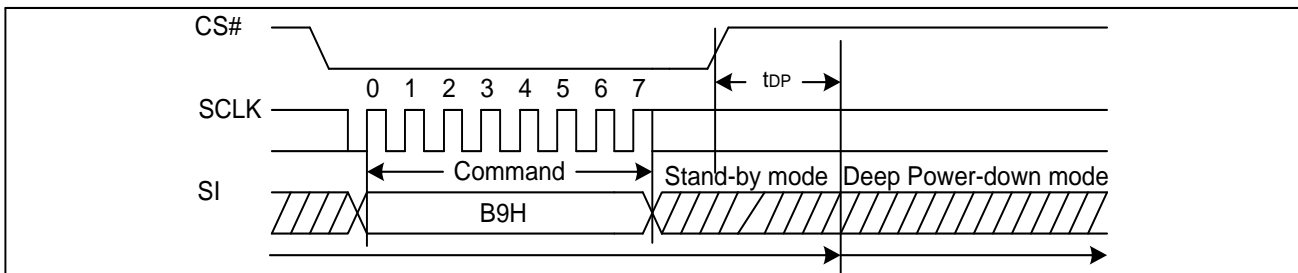 CS#
tDP
0 1 2 3 4 5 6 7
SCLK
Command
Stand-by mode Deep Power-down mode
SI
B9H